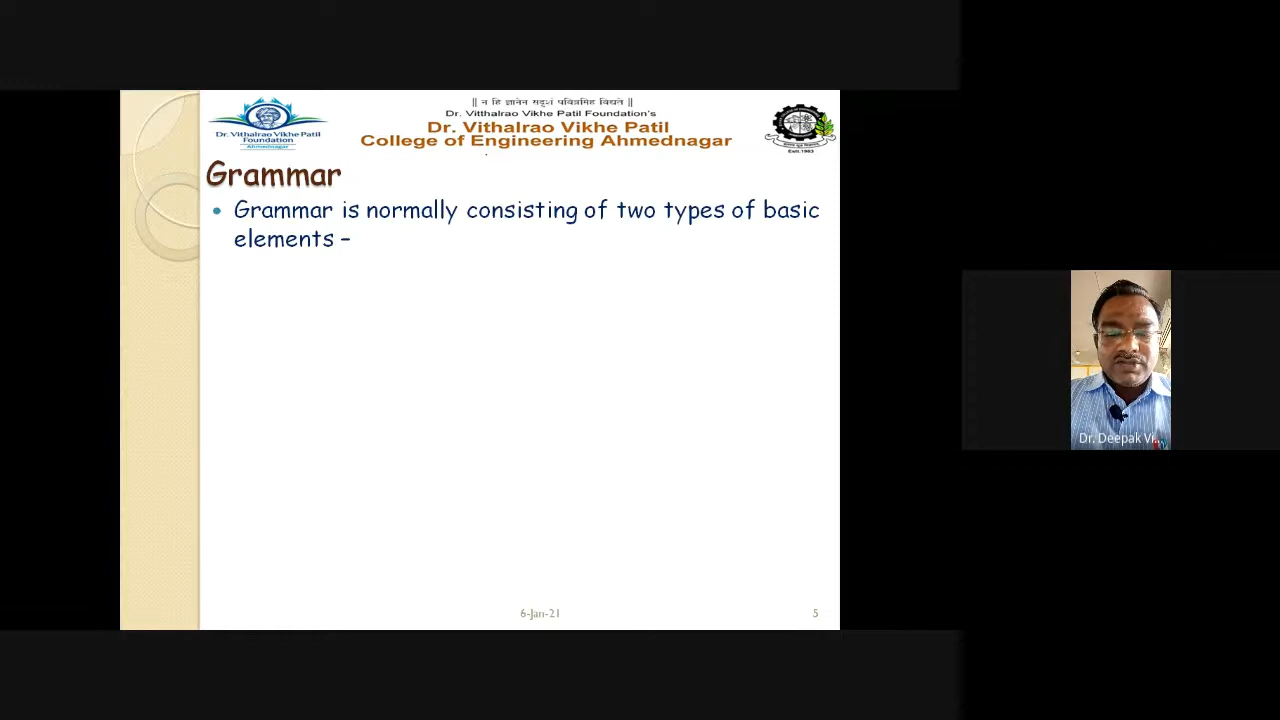 || न हि ज्ञानेन सदृशं पवित्रमिह विद्यते ||
Dr. Vitthalrao Vikhe Patil Foundation's
Dr. Vithalrao Vikhe Patil
College of Engineering Ahmednagar
Dr. Vithalrao Vikhe Patil
Foundation
Ahmednagar
Estt.1983
Grammar
• Grammar is normally consisting of two types of basic
elements –
Dr. Deepak Vi...
6-Jan-21
5